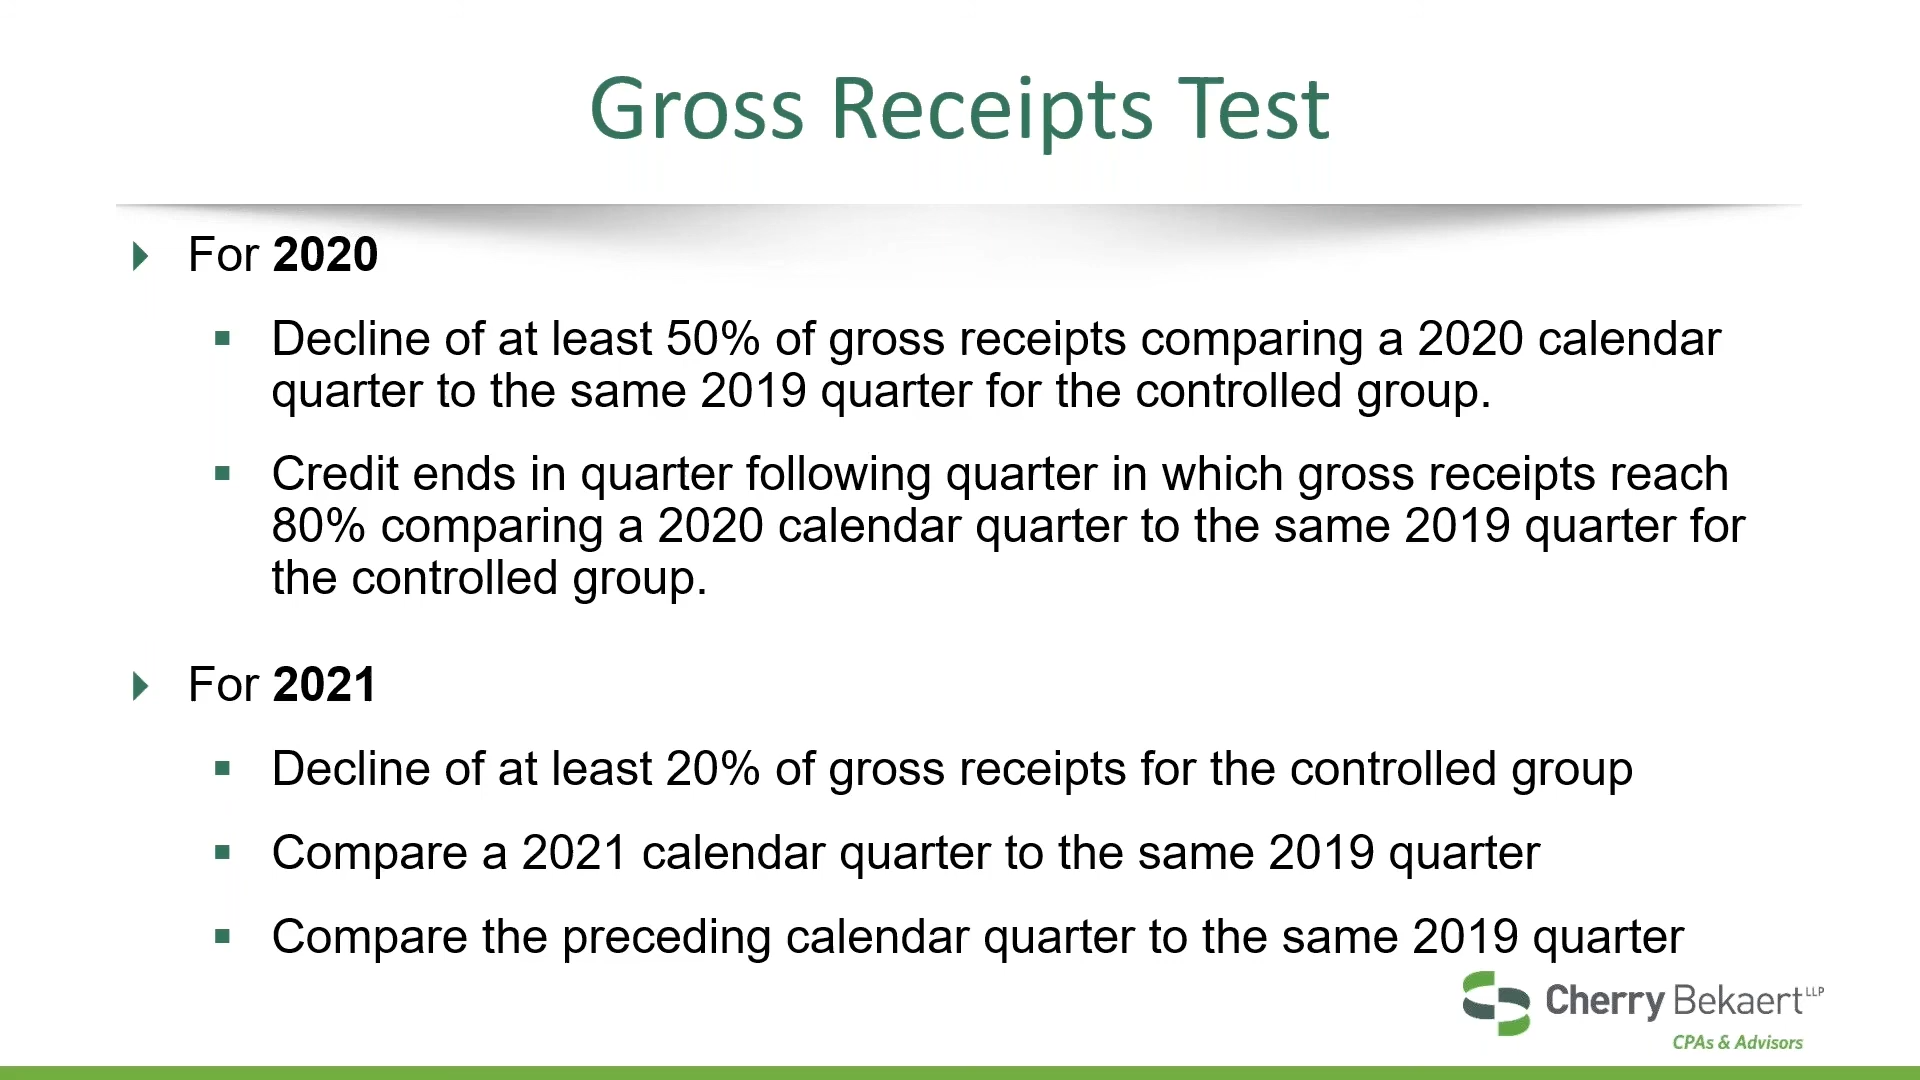 Gross Receipts Test
For 2020
Decline of at least 50% of gross receipts comparing a 2020 calendar
quarter to the same 2019 quarter for the controlled group.
Credit ends in quarter following quarter in which gross receipts reach
80% comparing a 2020 calendar quarter to the same 2019 quarter for
the controlled group.
For 2021
Decline of at least 20% of gross receipts for the controlled group
Compare a 2021 calendar quarter to the same 2019 quarter
Compare the preceding calendar quarter to the same 2019 quarter
Cherry Bekaert LLP
CPAs & Advisors